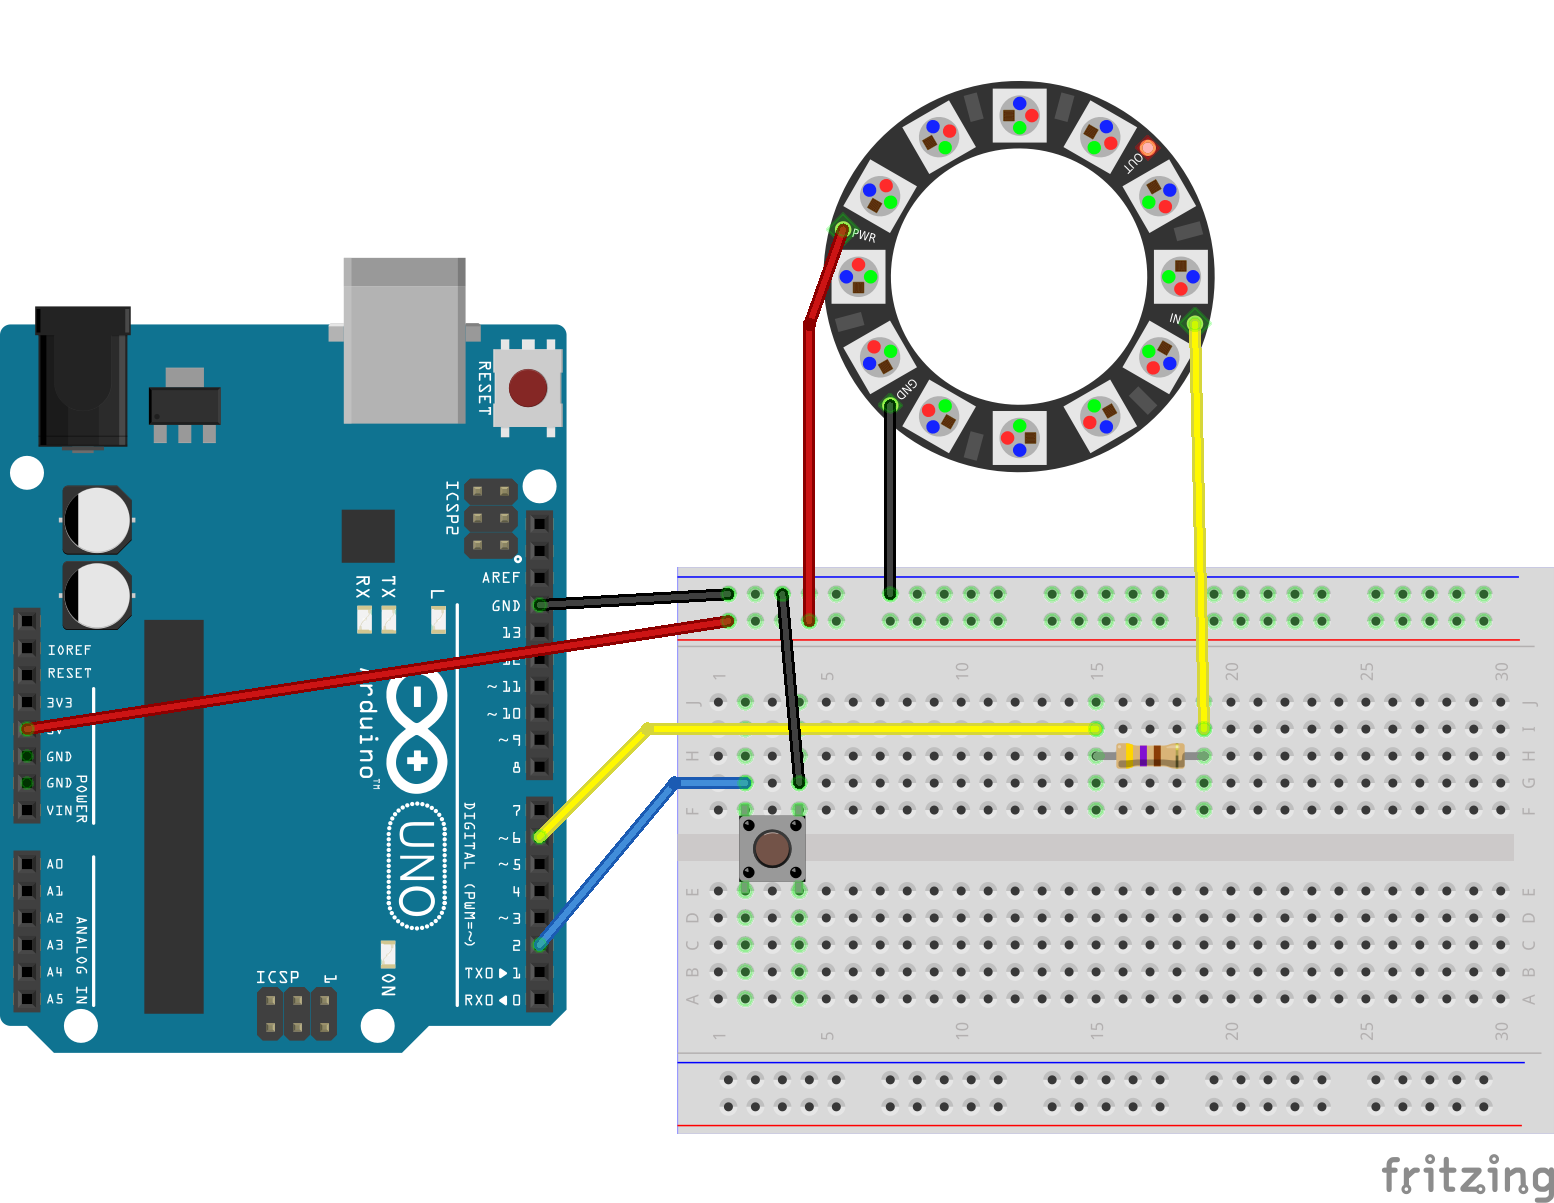 PWR
OUT
IN
GND
RESET
ICSP2
AREF
GND
13
12
~11
~10
~9
8
7
~6
~5
4
~3
2
TX0▶1
RX0◀0
RX
TX
L
IOREF
RESET
3V3
5V
GND
GND
VIN
POWER
A0
A1
A2
A3
A4
A5
ANALOG IN
Arduino™
UNO
DIGITAL (PWM=~)
ICSP
1
ON
1 5 10 15 20 25 30
J J
I I
H H
G G
F F
E E
D D
C C
B B
A A
1 5 10 15 20 25 30
fritzing